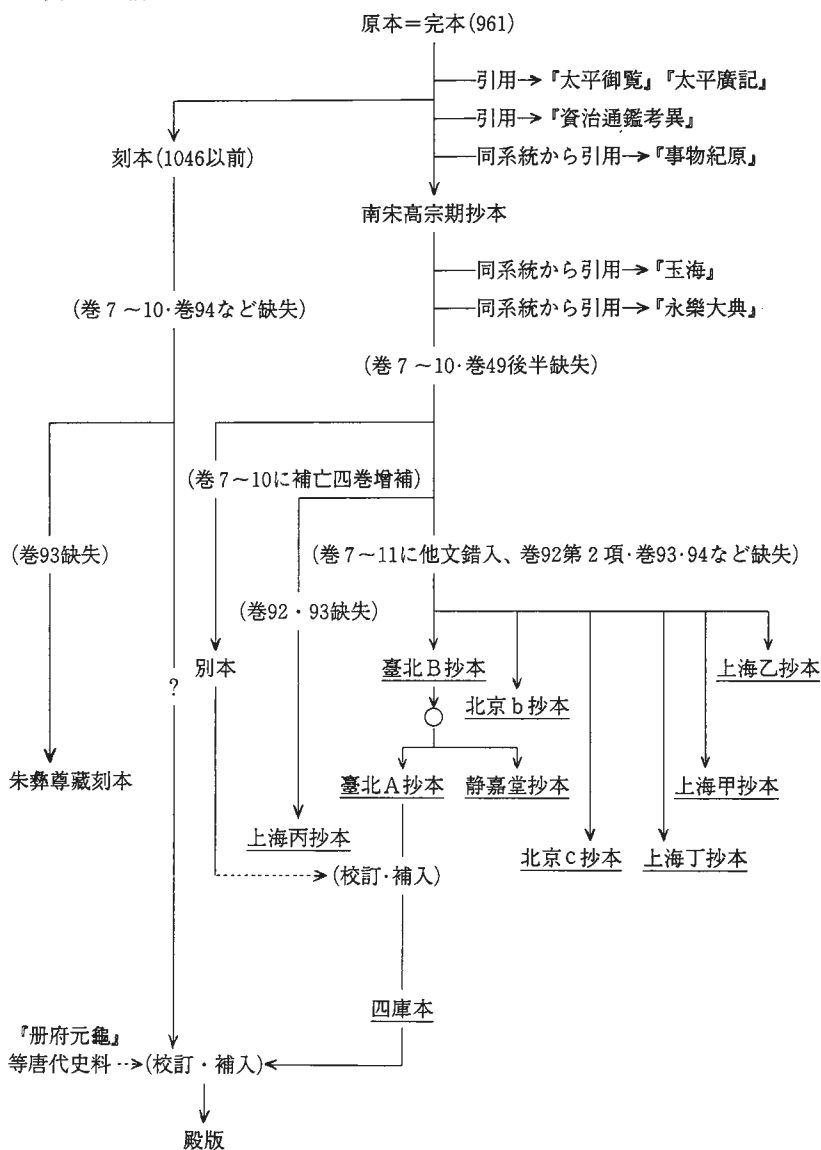 原本＝完本(961)
引用→『太平御覧』『太平廣記』
引用→『資治通鑑考異』
刻本(1046以前)
同系統から引用→『事物紀原』
南宋高宗期抄本
同系統から引用→『玉海』
(巻7～10·巻94など缺失)
同系統から引用→『永樂大典』
(巻7～10·巻49後半缺失)
(巻7～10に補亡四巻増補)
(巻93缺失)
(巻7～11に他文錯入、巻92第2項·巻93·94など缺失)
(巻92・93缺失)
別本
臺北B抄本
上海乙抄本
?
北京b抄本
朱彝尊藏刻本
臺北A抄本
静嘉堂抄本
上海甲抄本
上海丙抄本
北京c抄本
上海丁抄本
(校訂·補入)
四庫本
『册府元龜』
等唐代史料→(校訂・補入)
殿版